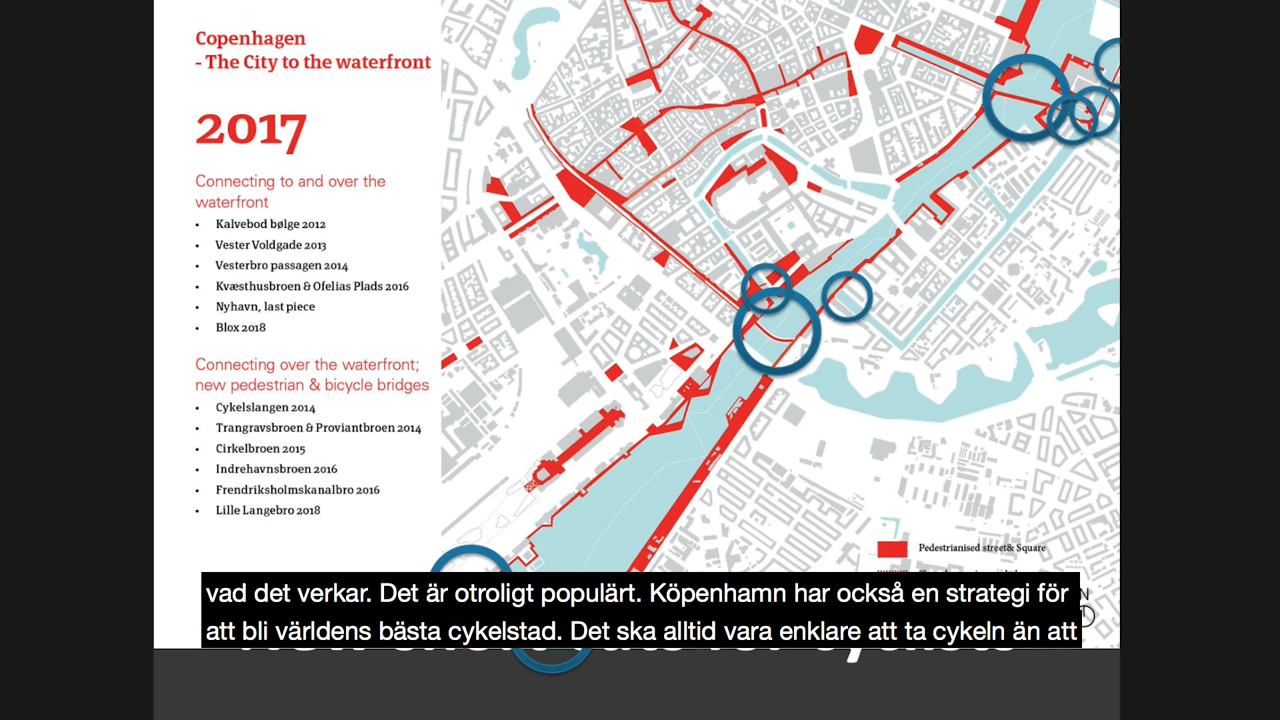 Copenhagen
- The City to the waterfront
2017
Connecting to and over the
waterfront
• Kalvebod bølge 2012
• Vester Voldgade 2013
• Vesterbro passagen 2014
• Kvæsthusbroen & Ofelias Plads 2016
• Nyhavn, last piece
• Blox 2018
Connecting over the waterfront;
new pedestrian & bicycle bridges
• Cykelslangen 2014
• Trangravsbroen & Proviantbroen 2014
• Cirkelbroen 2015
• Indrehavnsbroen 2016
• Frendriksholmskanalbro 2016
• Lille Langebro 2018
Pedestrianised street& Square
N
vad det verkar. Det är otroligt populärt. Köpenhamn har också en strategi för
att bli världens bästa cykelstad. Det ska alltid vara enklare att ta cykeln än att